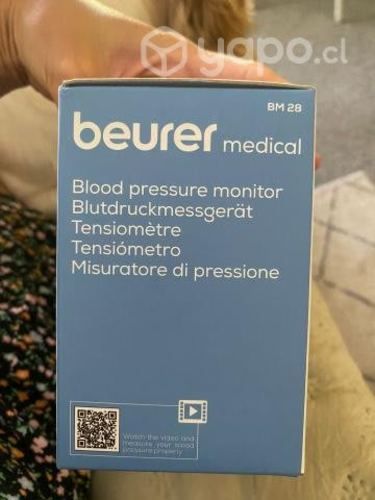 yapo.cl
BM 28
beurer medical
Blood pressure monitor
Blutdruckmessgerät
Tensiomètre
Tensiómetro
Misuratore di pressione
Watch the video and
measure your blood
pressure properly